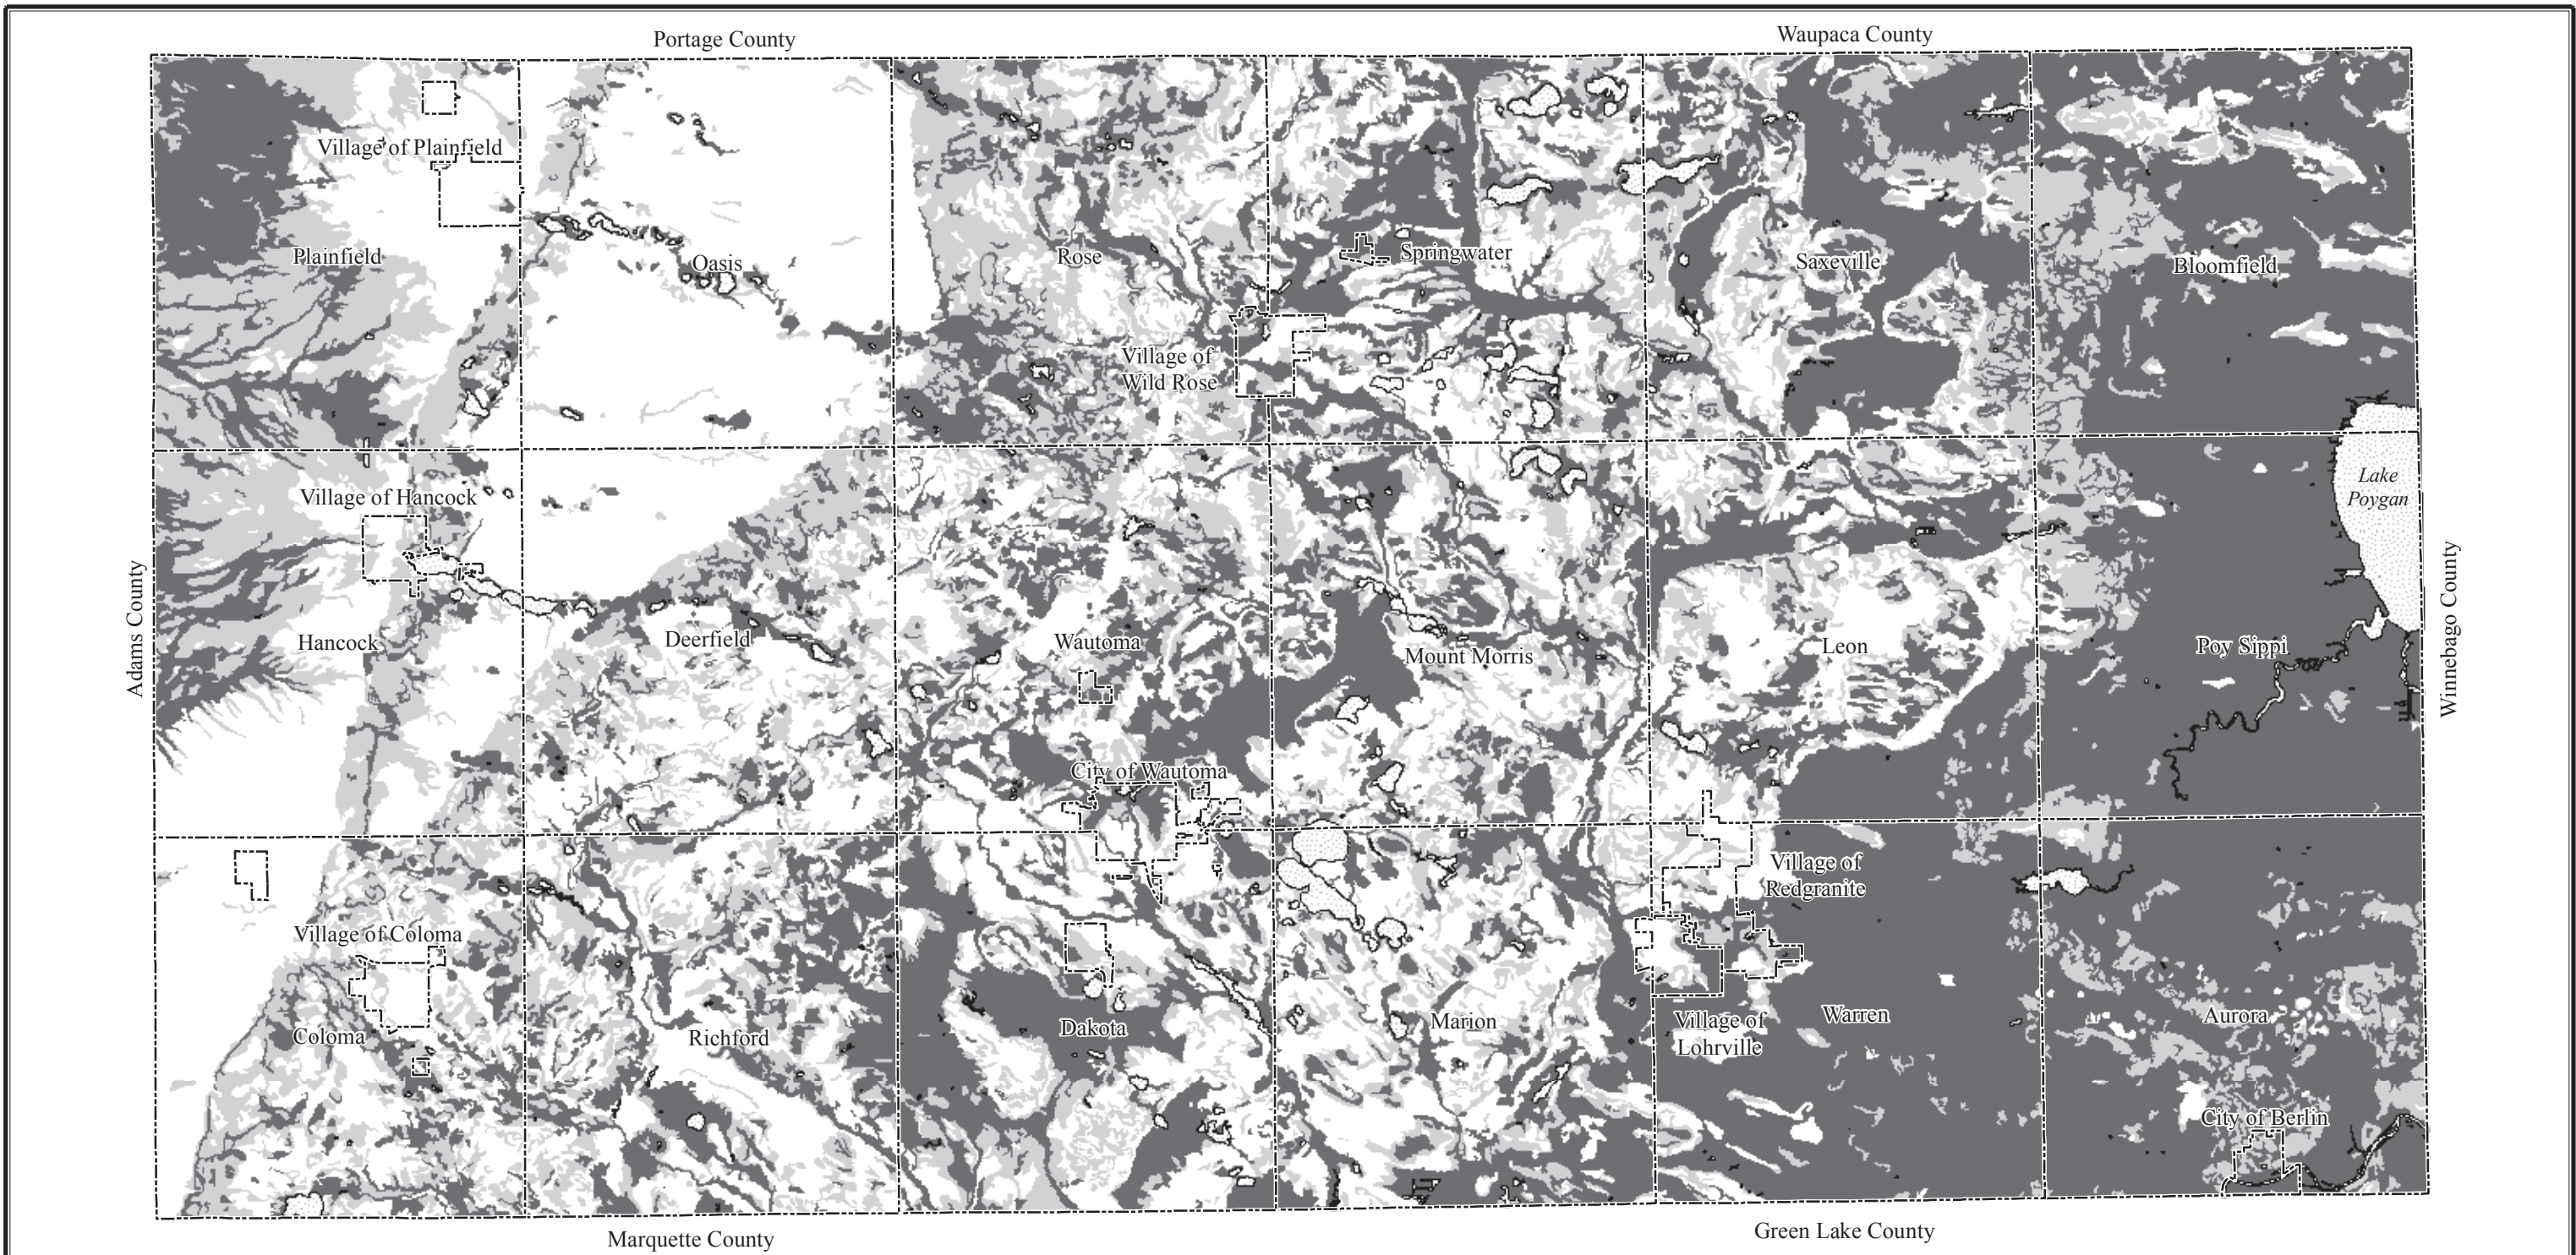 Portage County
Waupaca County
Village of Plainfield
Plainfield
Oasis
Rose
Springwater
Saxeville
Bloomfield
Village of
Wild Rose
Lake
Poygan
Village of Hancock
Adams County
Winnebago County
Hancock
Deerfield
Wautoma
Mount Morris
Leon
Poy Sippi
City of Wautoma
Village of
Redgranite
Village of Coloma
Coloma
Richford
Dakota
Marion
Village of
Lohrville
Warren
Aurora
City of Berlin
Marquette County
Green Lake County